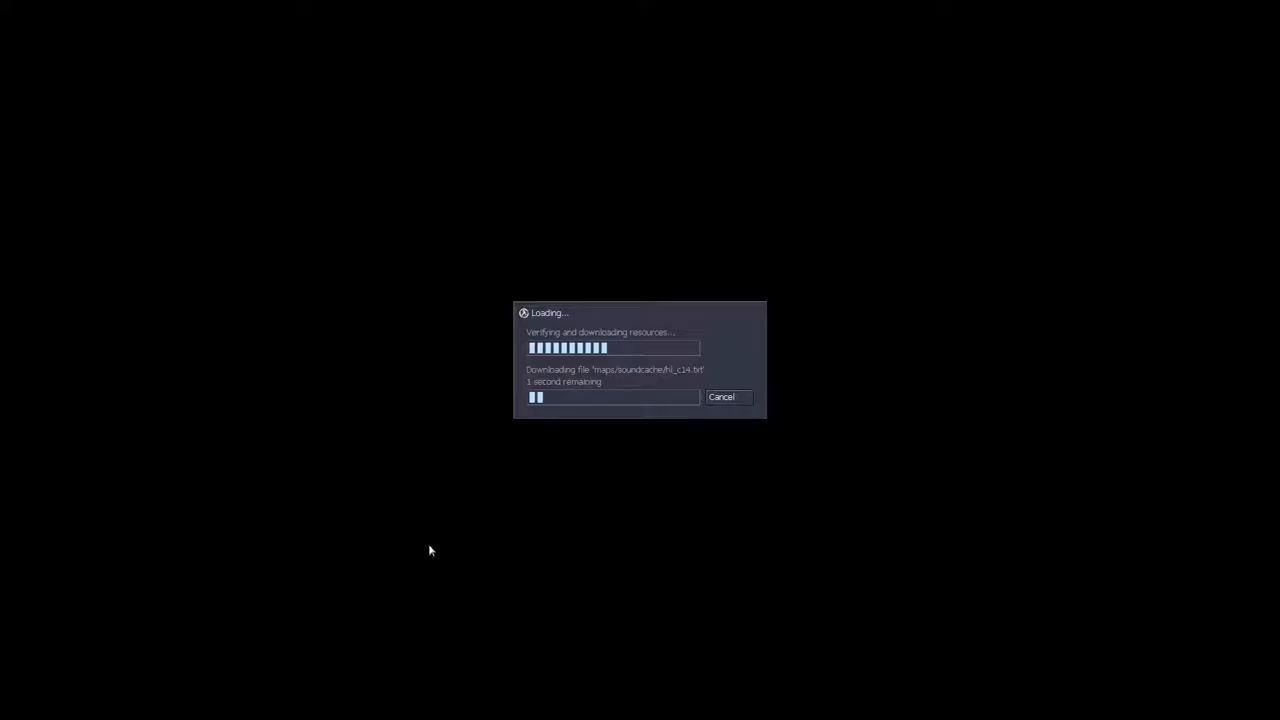 Loading...
Verifying and downloading resources...
Downloading file 'maps/soundcache/hl_c14.txt'
1 second remaining
Cancel